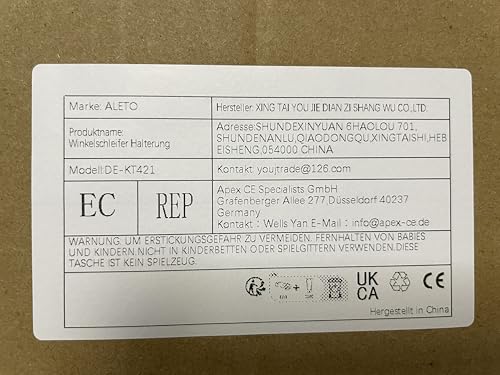 Marke: ALETO
Hersteller: XING TAI YOU JIE DIAN ZI SHANG WU CO.,LTD.
Produktname:
Winkelschleifer Halterung
Adresse:SHUNDEXINYUAN 6HAOLOU 701,
SHUNDENANLU,QIAODONGQU,XINGTAISHI,HEB
EISHENG,054000 CHINA
Modell:DE-KT421
Kontakt: youjtrade@126.com
EC REP
Apex CE Specialists GmbH
Grafenberger Allee 277,Düsseldorf 40237
Germany
Kontakt：Wells Yan E-Mail：info@apex-ce.de
WARNUNG. UM ERSTICKUNGSGEFAHR ZU VERMEIDEN. FERNHALTEN VON BABIES
UND KINDERN.NICHT IN KINDERBETTEN ODER SPIELGITTERN VERWENDEN.DIESE
TASCHE IST KEIN SPIELZEUG.
UK
CA
CE
Hergestellt in China